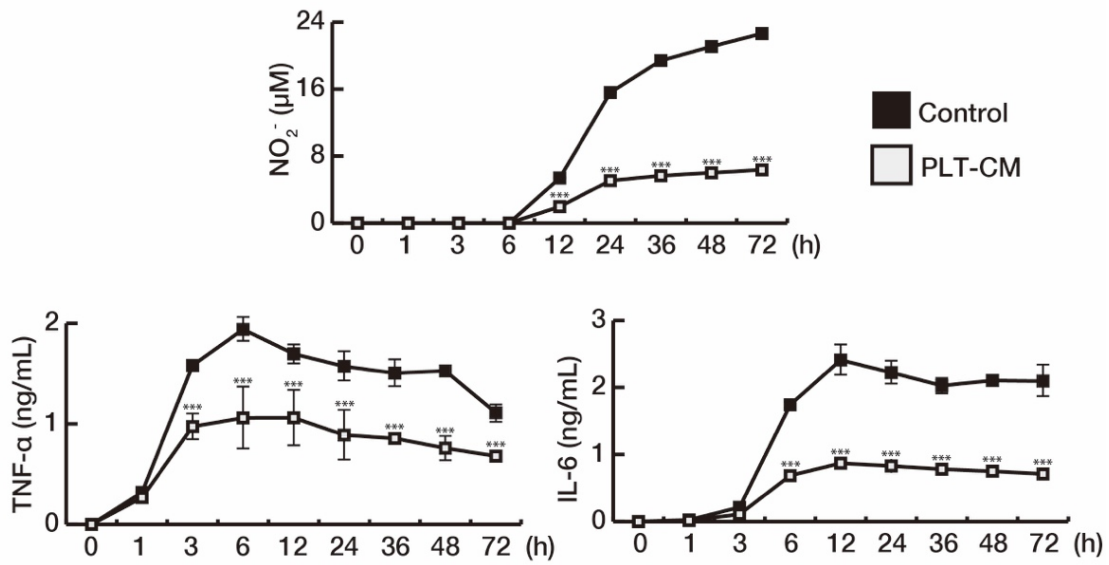 NO₂⁻ (μM)
24
16
8
0
*** *** *** *** ***
0 1 3 6 12 24 36 48 72 (h)
Control
PLT-CM
TNF-α (ng/mL)
2
1
0
*** *** *** *** *** *** ***
0 1 3 6 12 24 36 48 72 (h)
IL-6 (ng/mL)
3
2
1
0
*** *** *** *** *** ***
0 1 3 6 12 24 36 48 72 (h)